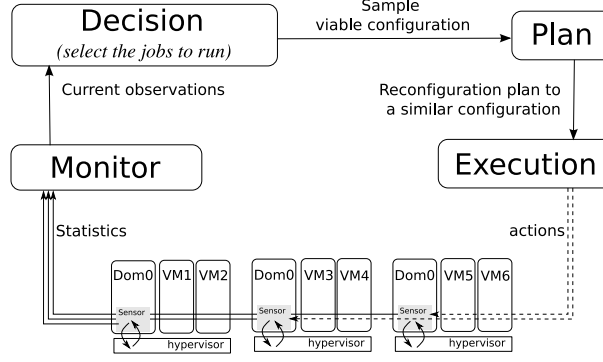 Decision
(select the jobs to run)
Sample
viable configuration
Plan
Current observations
Reconfiguration plan to
a similar configuration
Monitor
Execution
Statistics
actions
Dom0 VM1 VM2 Dom0 VM3 VM4 Dom0 VM5 VM6
Sensor Sensor Sensor
hypervisor hypervisor hypervisor